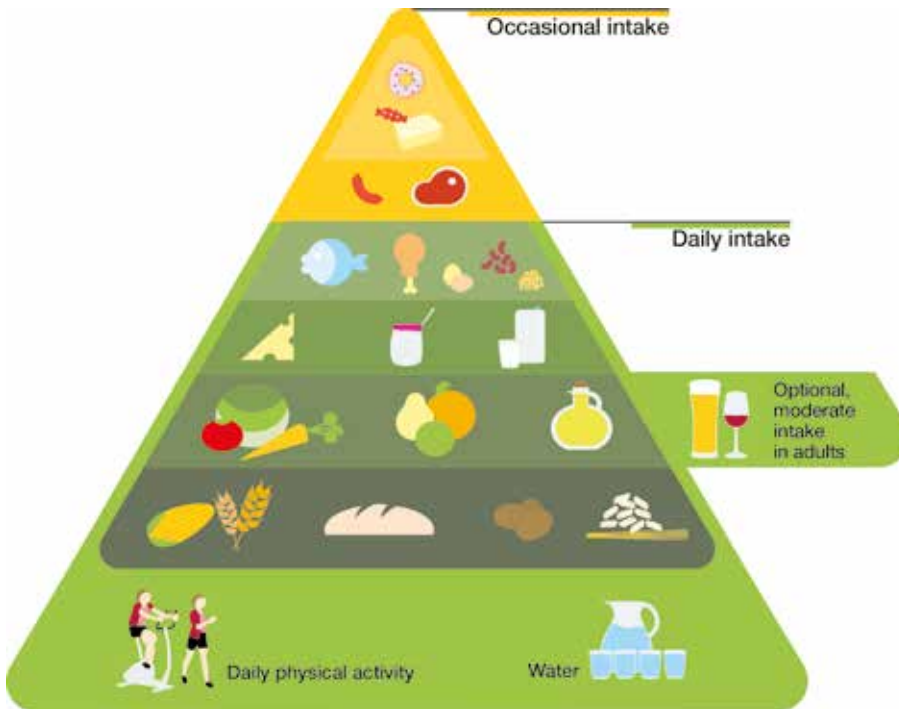 Occasional intake
Daily intake
Optional,
moderate
intake
in adults
Daily physical activity
Water